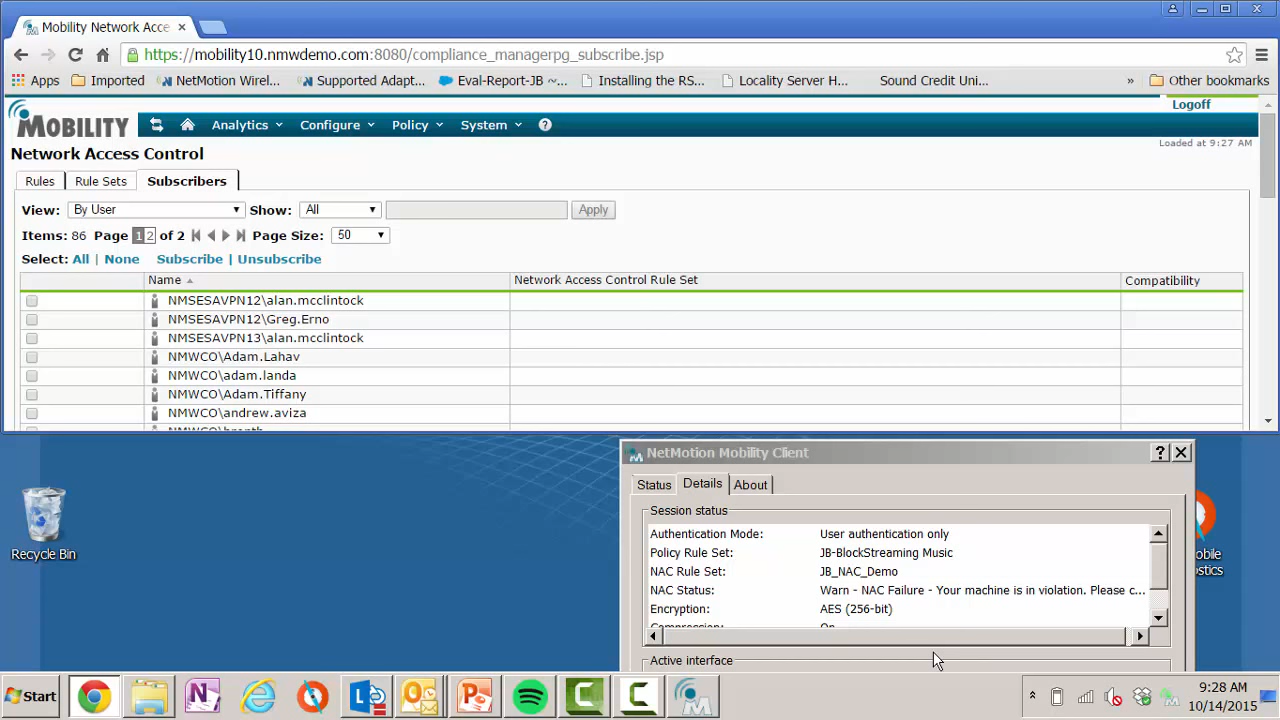 Mobility Network Acce
https://mobility10.nmwdemo.com:8080/compliance_managerpg_subscribe.jsp
Apps Imported NetMotion Wirel... Supported Adapt... Eval-Report-JB ~... Installing the RS... Locality Server H... Sound Credit Uni... » Other bookmarks
Logoff
MOBILITY Analytics Configure Policy System ?
Loaded at 9:27 AM
Network Access Control
Rules Rule Sets Subscribers
View: By User Show: All Apply
Items: 86 Page 1 2 of 2 Page Size: 50
Select: All | None Subscribe | Unsubscribe
Name Network Access Control Rule Set Compatibility
NMSESAVPN12\alan.mcclintock
NMSESAVPN12\Greg.Erno
NMSESAVPN13\alan.mcclintock
NMWCO\Adam.Lahav
NMWCO\adam.landa
NMWCO\Adam.Tiffany
NMWCO\andrew.aviza
NetMotion Mobility Client
Status Details About
Session status
Authentication Mode: User authentication only
Policy Rule Set: JB-BlockStreaming Music
NAC Rule Set: JB_NAC_Demo
NAC Status: Warn - NAC Failure - Your machine is in violation. Please c...
Encryption: AES (256-bit)
Compression: On
Active interface
Recycle Bin
obile
ostics
Start
9:28 AM
10/14/2015